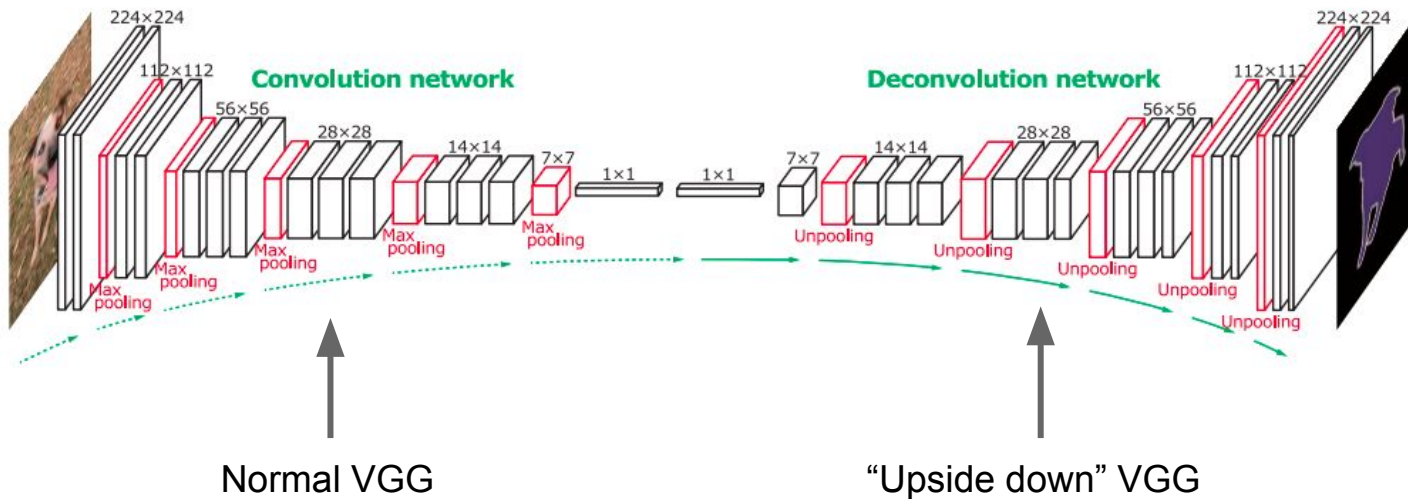 224×224
112×112
Convolution network
56×56
28×28
14×14
7×7
1×1
1×1
7×7
14×14
28×28
56×56
Deconvolution network
112×112
224×224
Max
pooling
Max
pooling
Max
pooling
Max
pooling
Max
pooling
Unpooling
Unpooling
Unpooling
Unpooling
Unpooling
Normal VGG
“Upside down” VGG